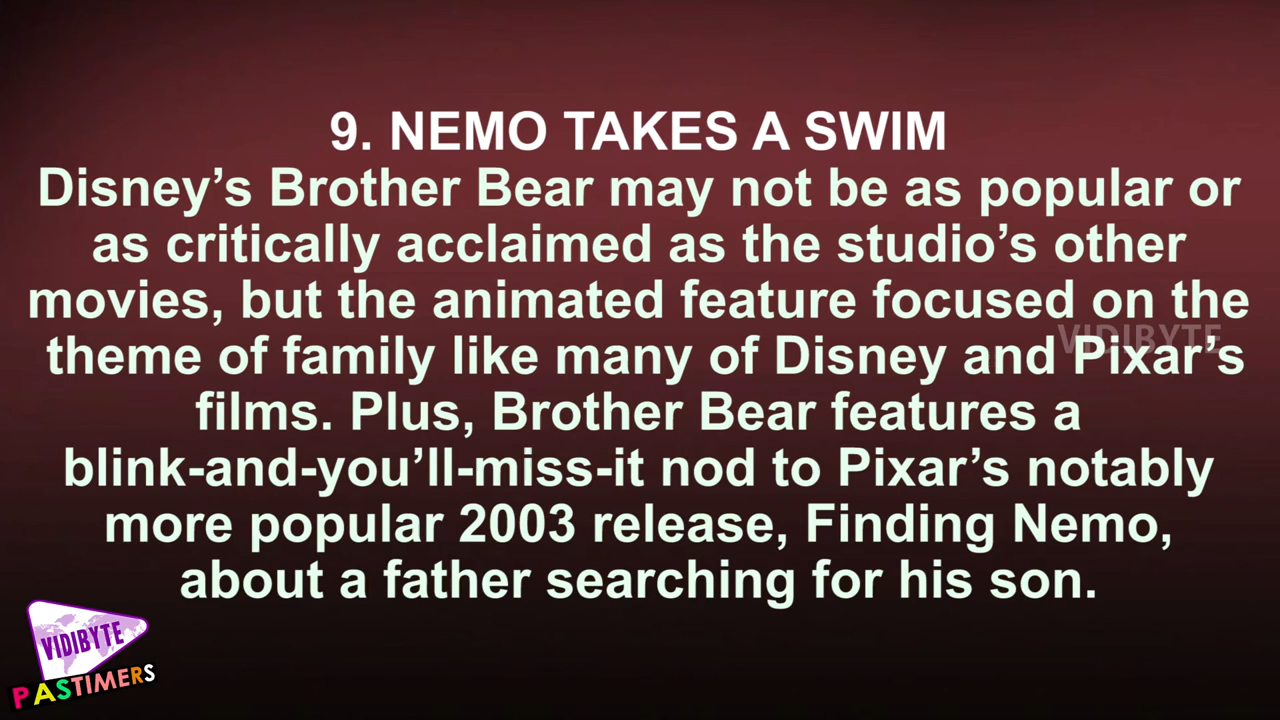 9. NEMO TAKES A SWIM
Disney’s Brother Bear may not be as popular or
as critically acclaimed as the studio’s other
movies, but the animated feature focused on the
theme of family like many of Disney and Pixar’s
films. Plus, Brother Bear features a
blink-and-you’ll-miss-it nod to Pixar’s notably
more popular 2003 release, Finding Nemo,
about a father searching for his son.
VIDIBYTE
VIDIBYTE
PASTIMERS